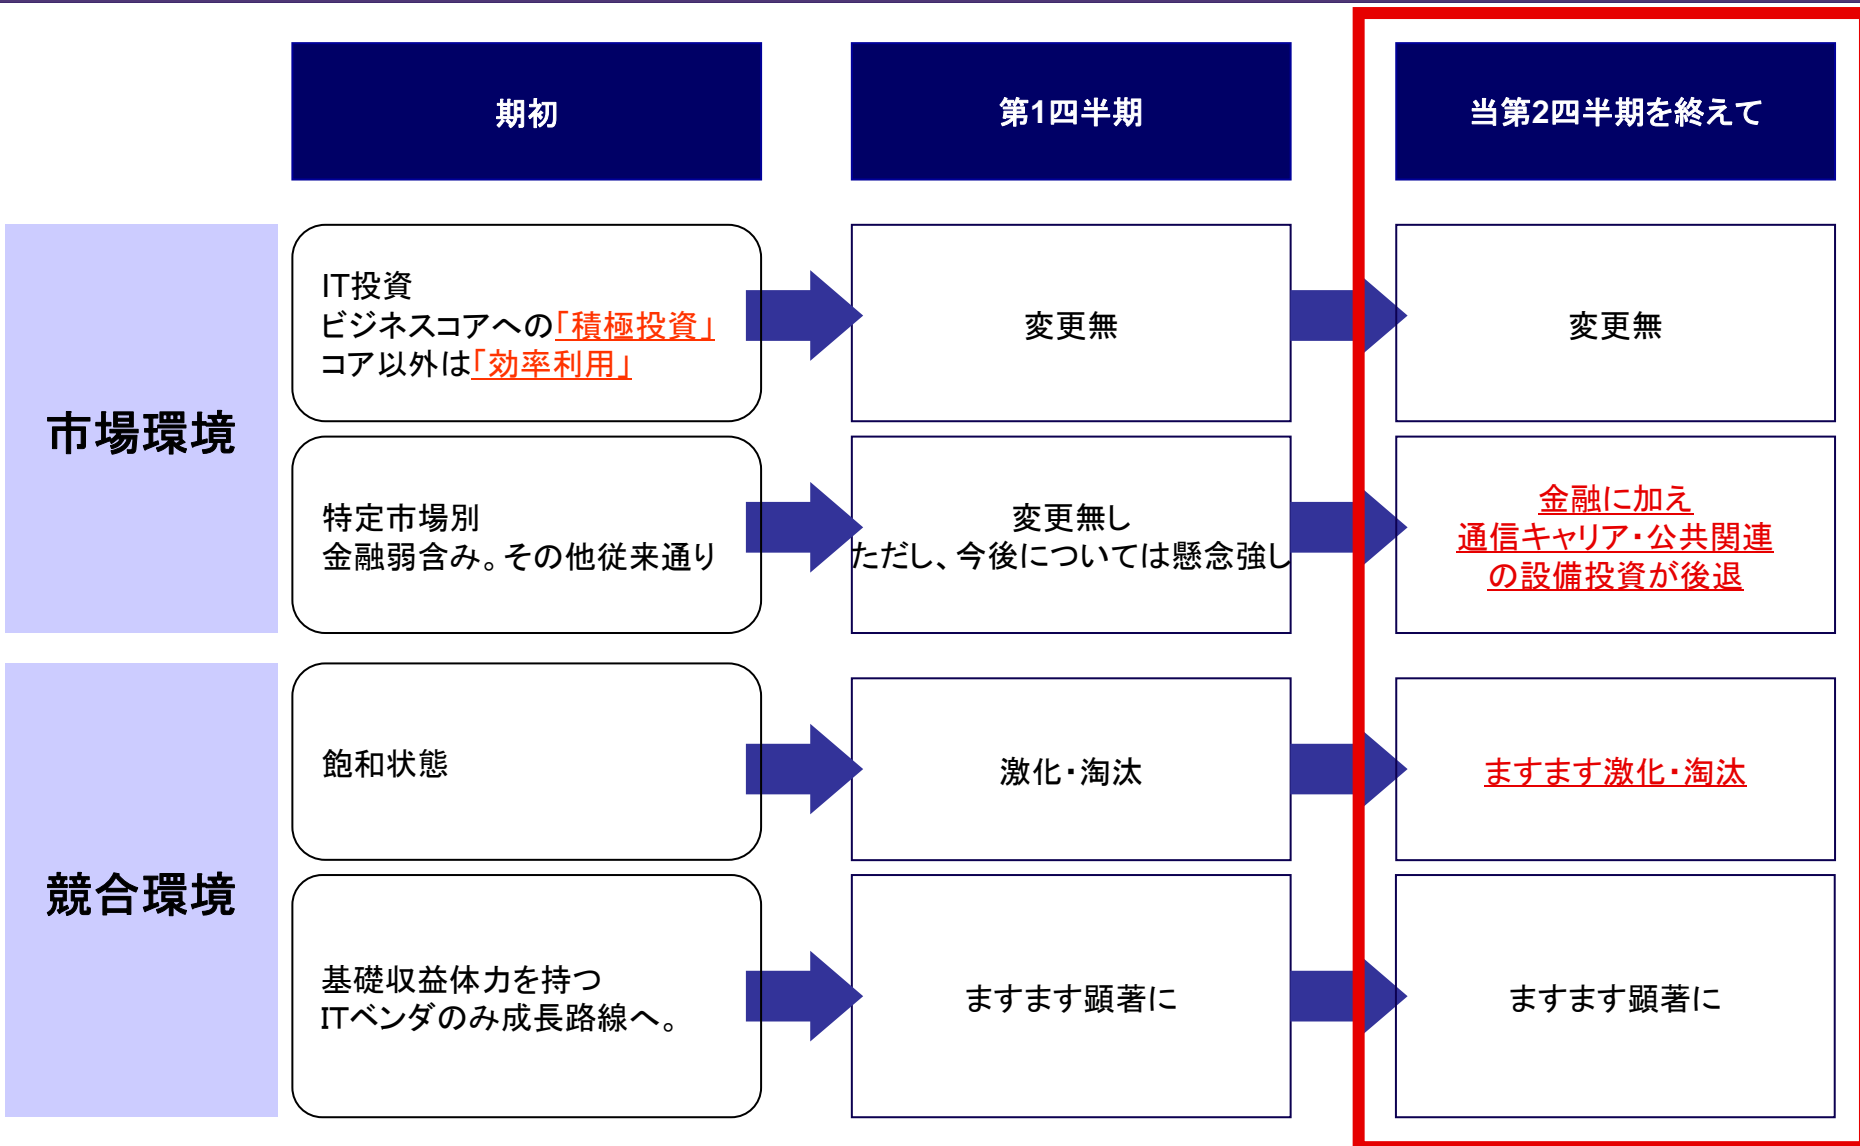 期初
第1四半期
当第2四半期を終えて
市場環境
IT投資
ビジネスコアへの「積極投資」
コア以外は「効率利用」
変更無
変更無
特定市場別
金融弱含み。その他従来通り
変更無し
ただし、今後については懸念強し
金融に加え
通信キャリア・公共関連
の設備投資が後退
競合環境
飽和状態
激化・淘汰
ますます激化・淘汰
基礎収益体力を持つ
ITベンダのみ成長路線へ。
ますます顕著に
ますます顕著に